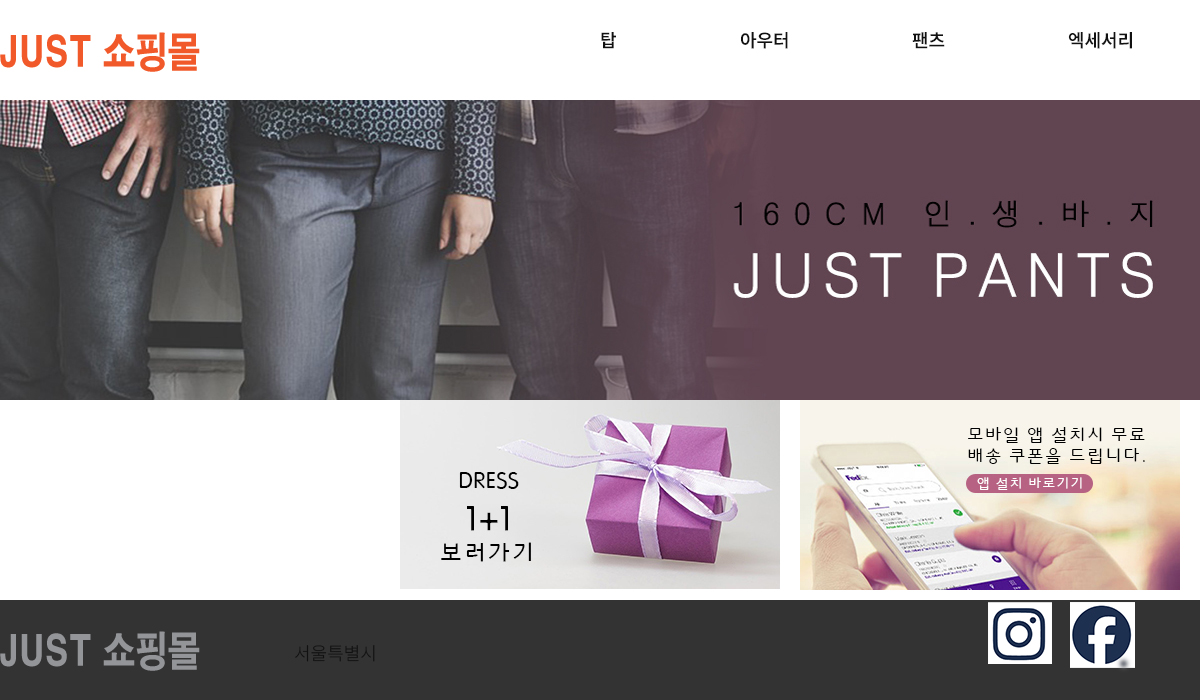 JUST 쇼핑몰
탑
아우터
팬츠
엑세서리
160CM 인.생.바.지
JUST PANTS
DRESS
1+1
보러가기
모바일 앱 설치시 무료
배송 쿠폰을 드립니다.
앱 설치 바로기기
FedEx
JUST 쇼핑몰
서울특별시